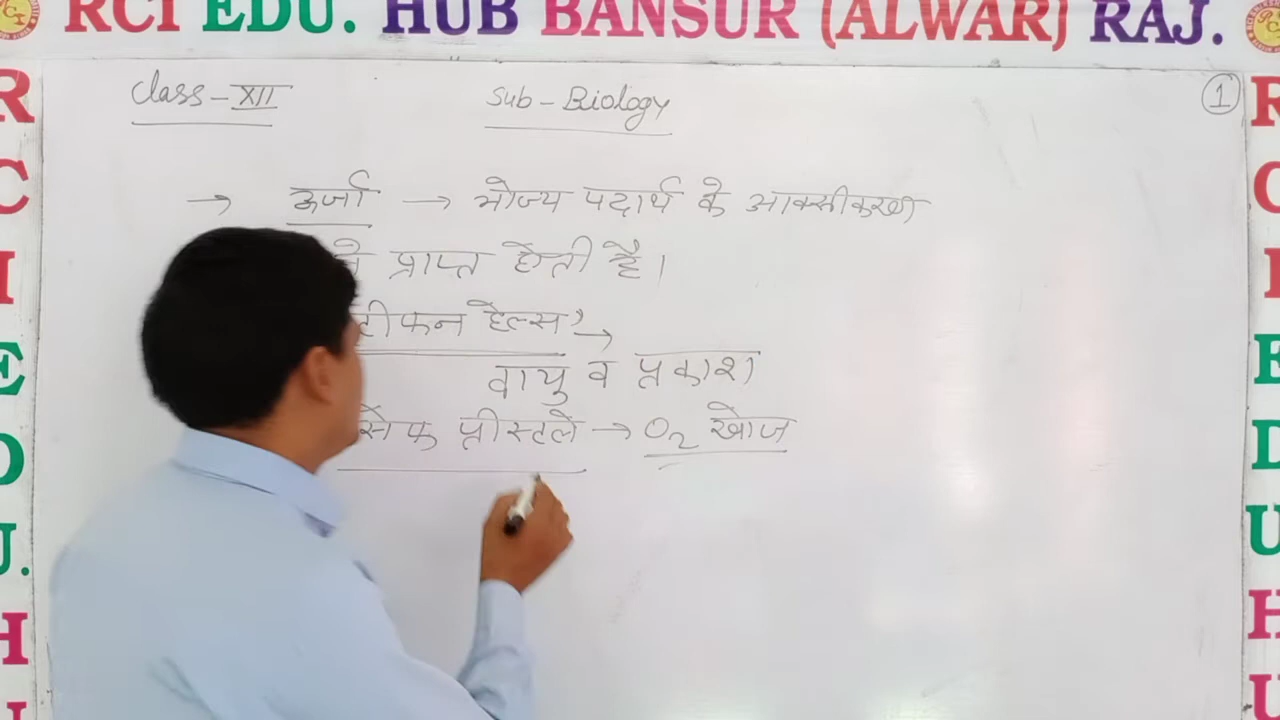 RCI EDU. HUB BANSUR (ALWAR) RAJ.
Class-XII Sub-Biology 1
→ ऊर्जा → भोज्य पदार्थ के आक्सीकरण
प्राप्त होती है।
टीफन हेल्स →
वायु व प्रकाश
सेफ प्रीस्टले → O2 खोज
R C I E D U. H U
R C I E D U H U